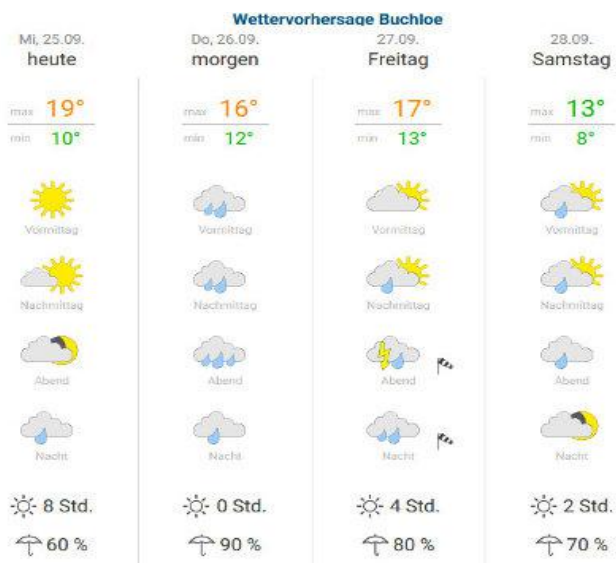 Wettervorhersage Buchloe
Mi, 25.09. Do, 26.09. 27.09. 28.09.
heute morgen Freitag Samstag
max 19° max 16° max 17° max 13°
min 10° min 12° min 13° min 8°
Vormittag Vormittag Vormittag Vormittag
Nachmittag Nachmittag Nachmittag Nachmittag
Abend Abend Abend Abend
Nacht Nacht Nacht Nacht
8 Std. 0 Std. 4 Std. 2 Std.
60 % 90 % 80 % 70 %